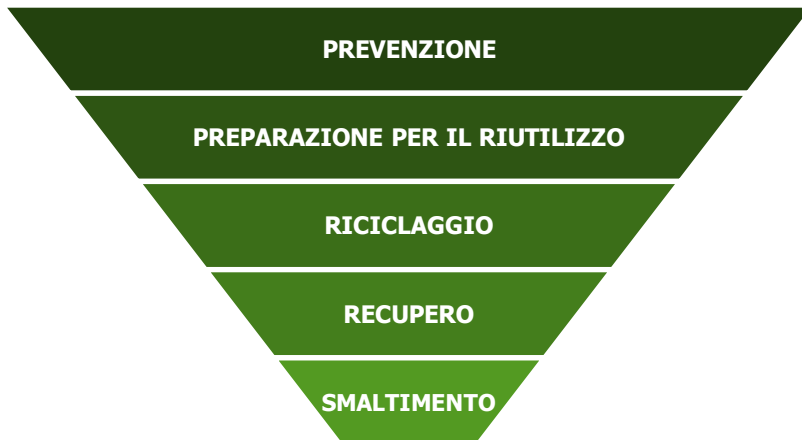 PREVENZIONE
PREPARAZIONE PER IL RIUTILIZZO
RICICLAGGIO
RECUPERO
SMALTIMENTO